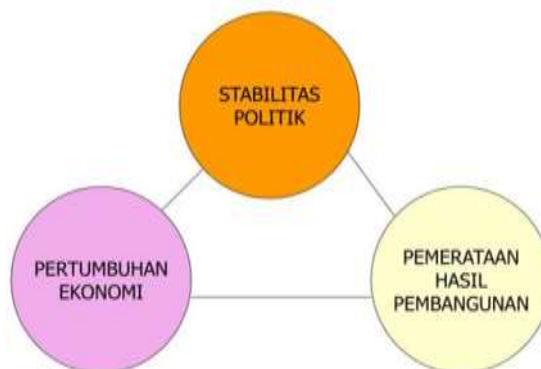 STABILITAS
POLITIK
PERTUMBUHAN
EKONOMI
PEMERATAAN
HASIL
PEMBANGUNAN